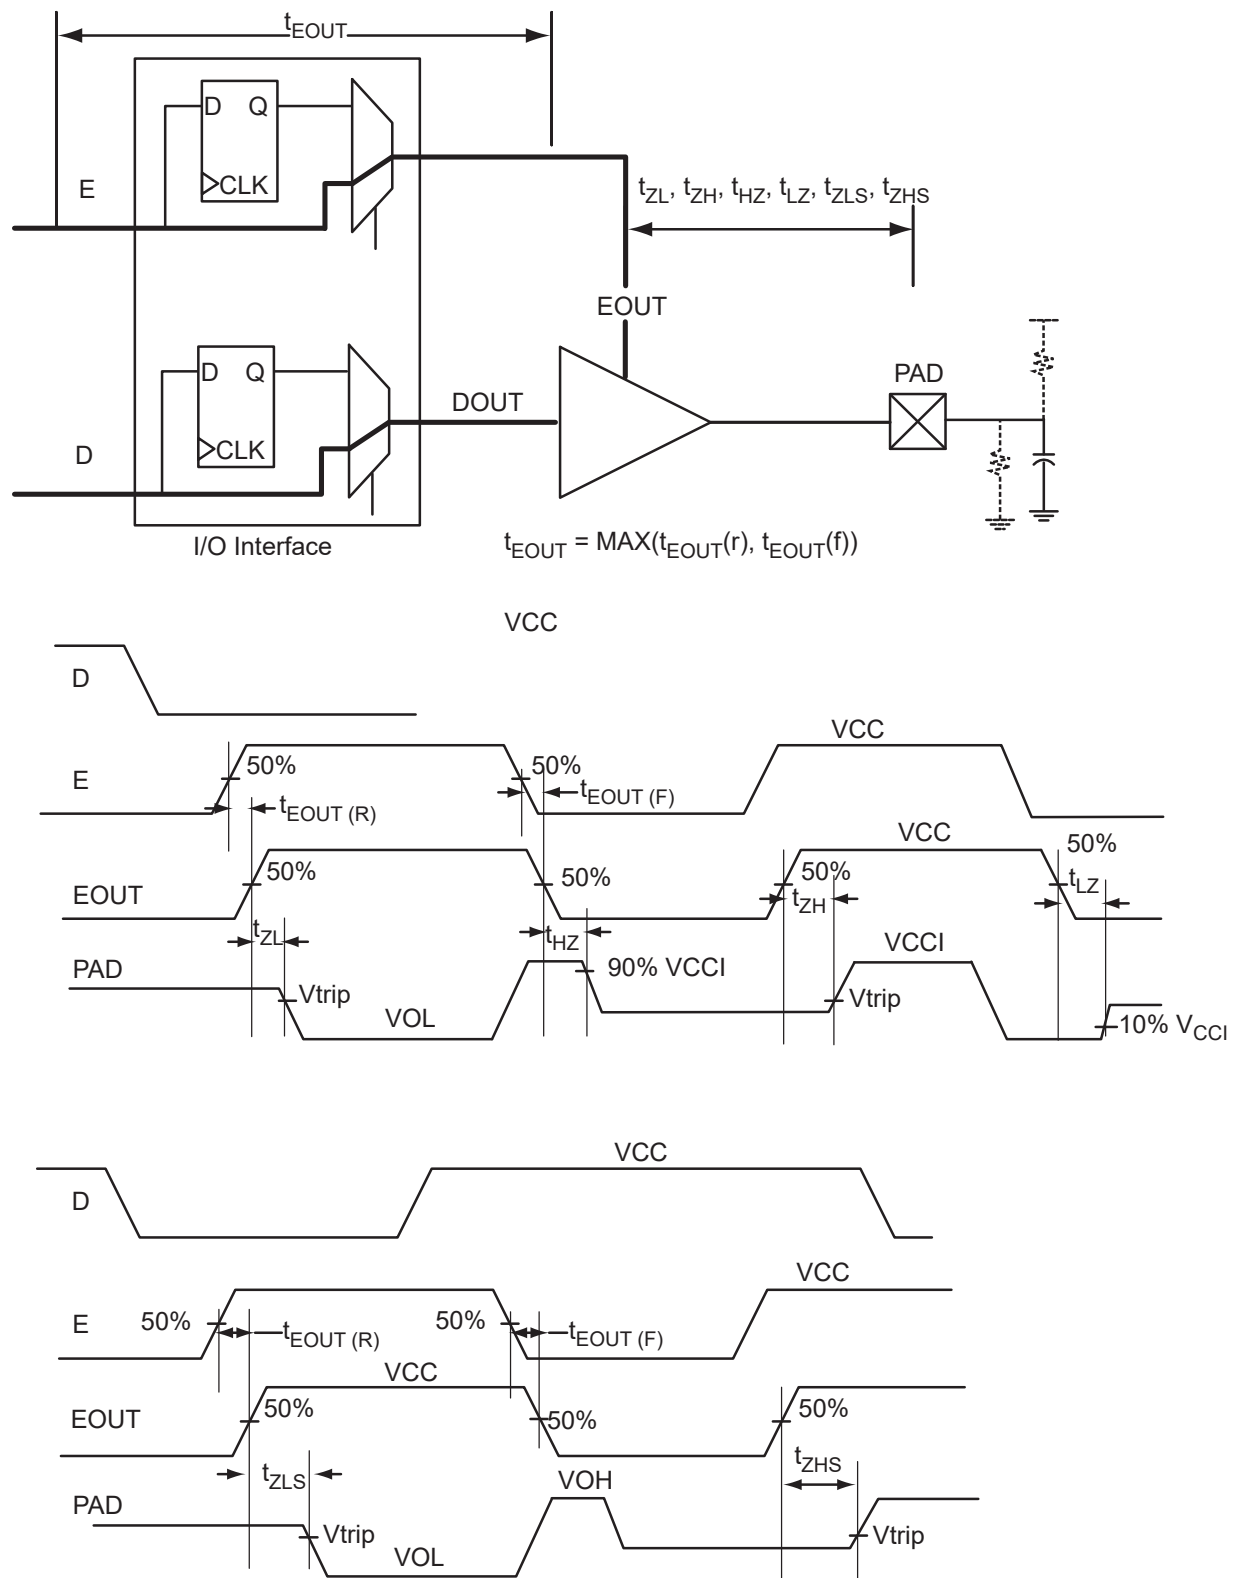 tEOUT
D Q
CLK
E
tZL, tZH, tHZ, tLZ, tZLS, tZHS
EOUT
D Q
CLK
DOUT
PAD
D
I/O Interface
tEOUT = MAX(tEOUT(r), tEOUT(f))
VCC
D
VCC
E
50%
50%
tEOUT (R)
tEOUT (F)
VCC
50%
EOUT
50%
50%
50%
tZL
tHZ
tZH
tLZ
PAD
90% VCCI
VCCI
Vtrip
VOL
Vtrip
10% VCCI
VCC
D
VCC
E
50%
50%
tEOUT (R)
tEOUT (F)
VCC
EOUT
50%
50%
50%
tZLS
tZHS
PAD
VOH
Vtrip
Vtrip
VOL